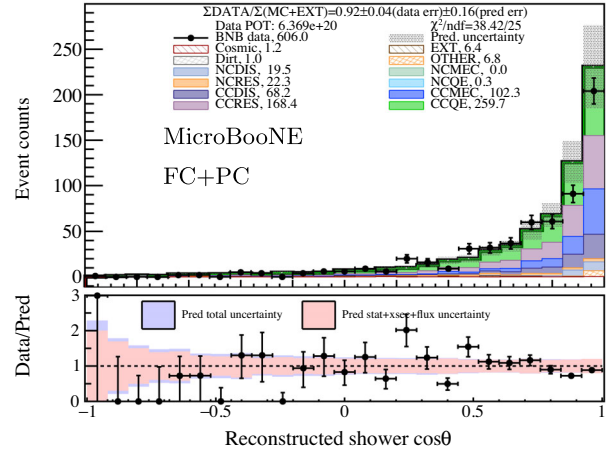 ΣDATA/Σ(MC+EXT)=0.92±0.04(data err)±0.16(pred err)
Data POT: 6.369e+20 χ²/ndf=38.42/25
BNB data, 606.0 Pred. uncertainty
Cosmic, 1.2 EXT, 6.4
Dirt, 1.0 OTHER, 6.8
NCDIS, 19.5 NCMEC, 0.0
NCRES, 22.3 NCQE, 0.3
CCDIS, 68.2 CCMEC, 102.3
CCRES, 168.4 CCQE, 259.7
MicroBooNE
FC+PC
Event counts
250
200
150
100
50
0
Pred total uncertainty Pred stat+xsec+flux uncertainty
Data/Pred
3
2
1
0
-1 -0.5 0 0.5 1
Reconstructed shower cosθ